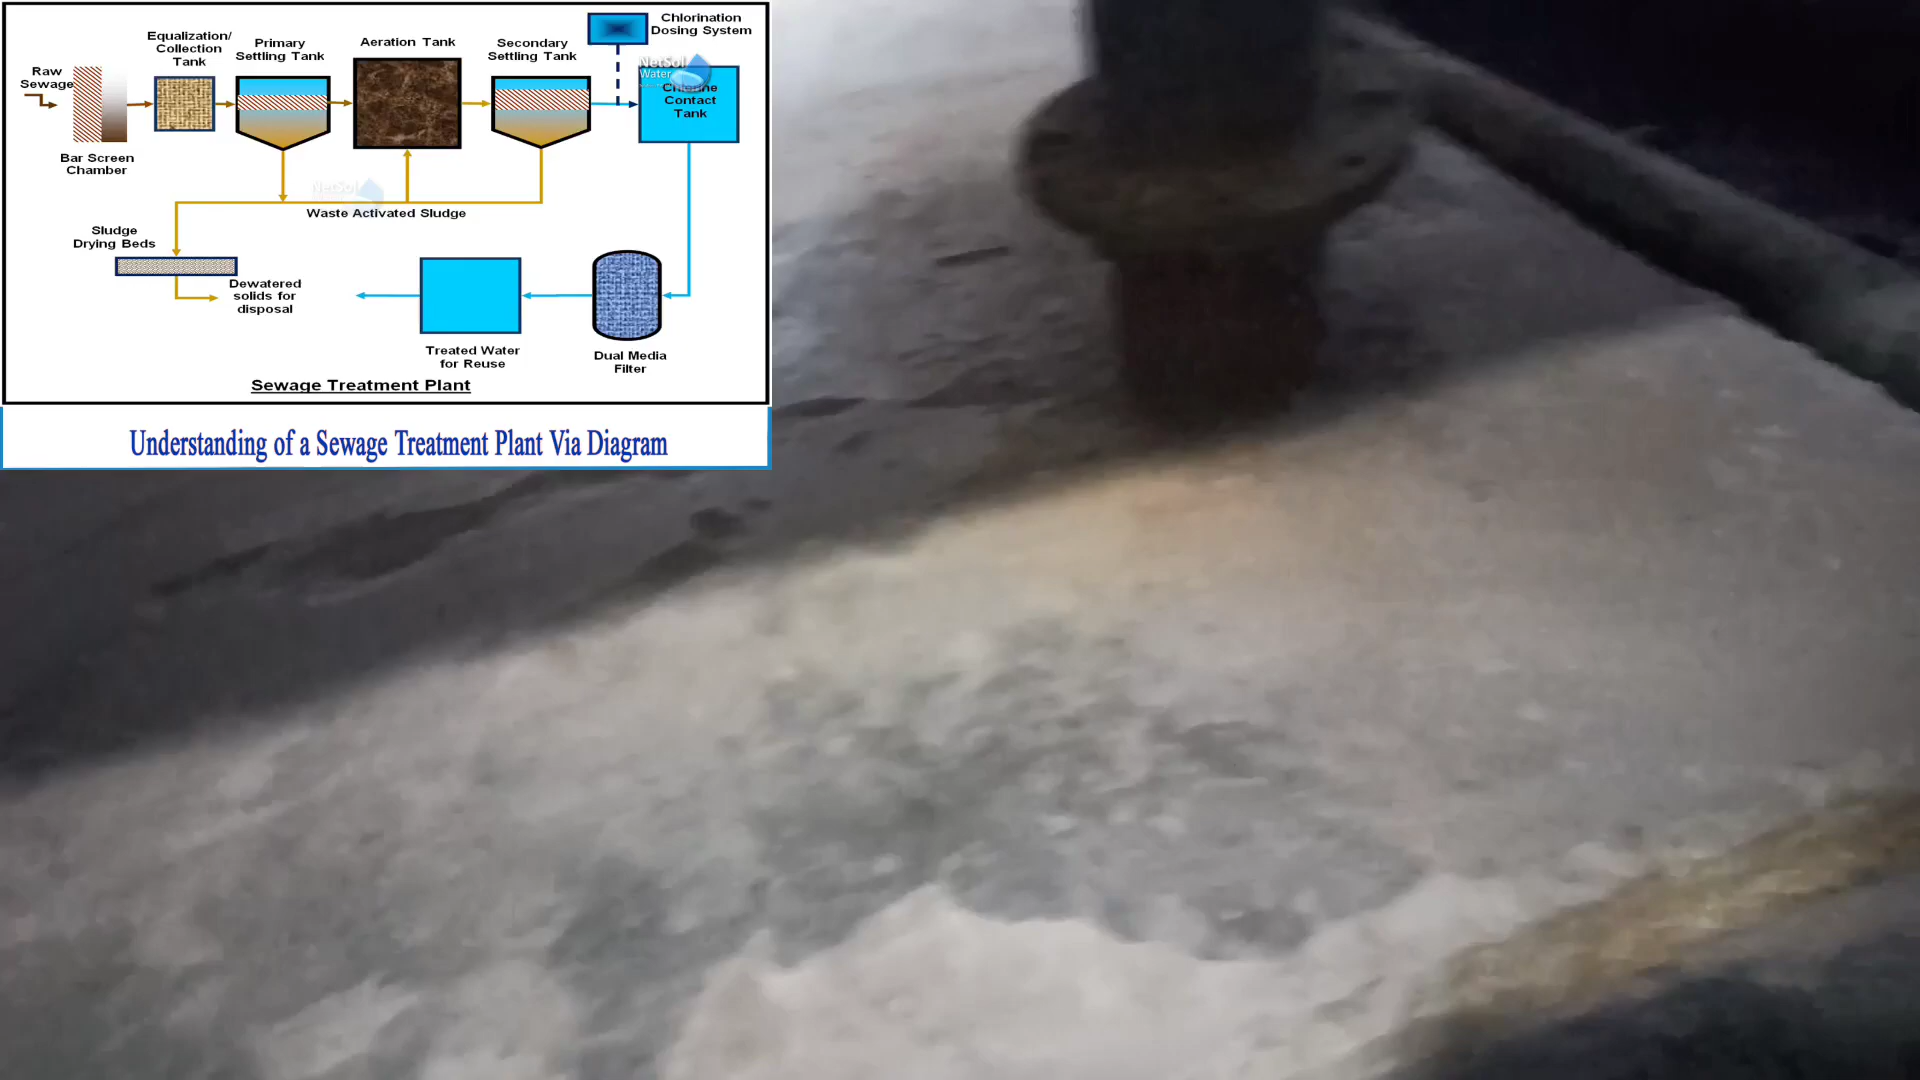 Equalization/
Collection
Tank
Primary
Settling Tank
Aeration Tank
Secondary
Settling Tank
Chlorination
Dosing System
Raw
Sewage
NetSol
Water
Chlorine
Contact
Tank
Bar Screen
Chamber
NetSol
Waste Activated Sludge
Sludge
Drying Beds
Dewatered
solids for
disposal
Treated Water
for Reuse
Dual Media
Filter
Sewage Treatment Plant
Understanding of a Sewage Treatment Plant Via Diagram